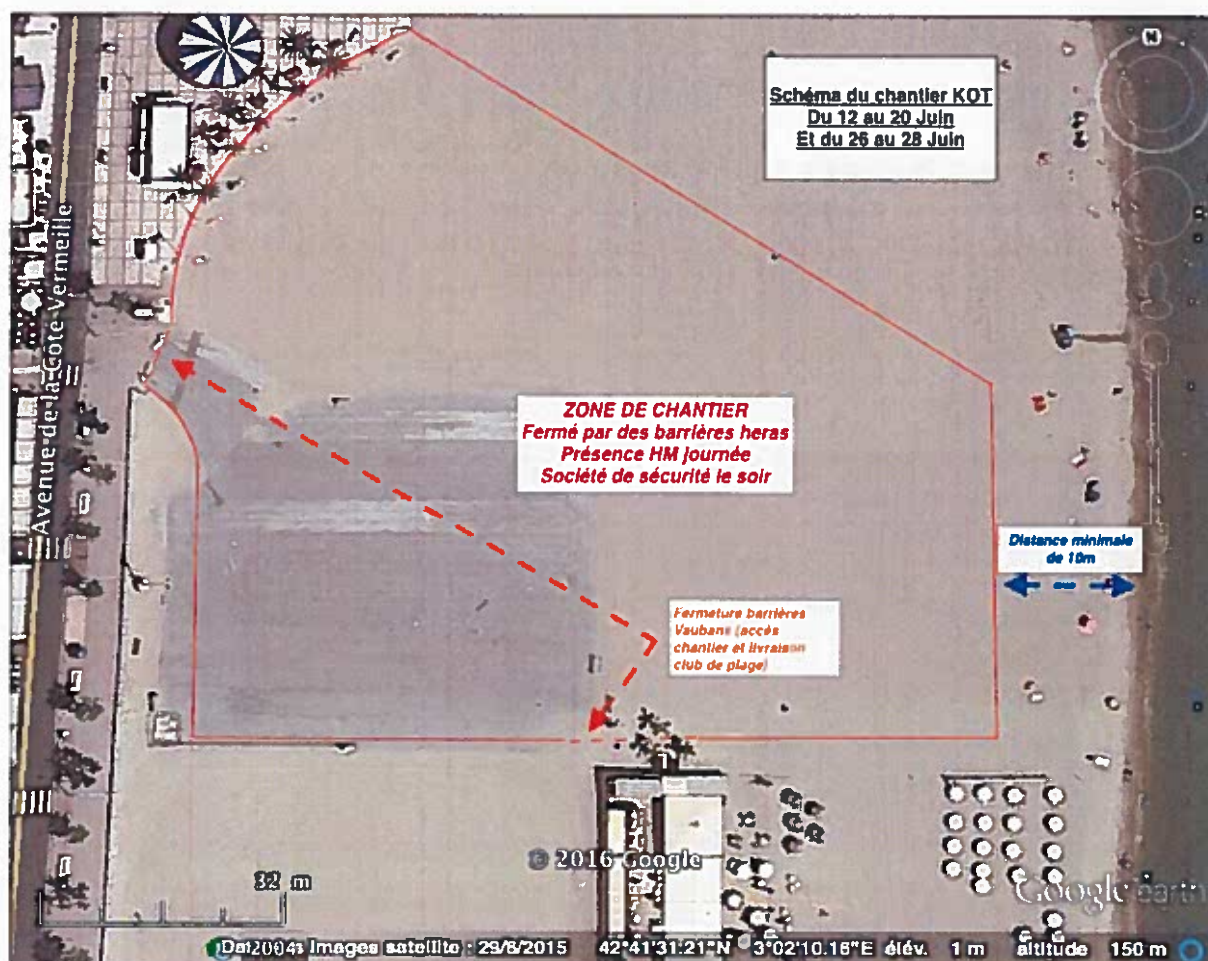 N
Schéma du chantier KOT
Du 12 au 20 Juin
Et du 26 au 28 Juin
Avenue-de-la-Côte-Vermeille
ZONE DE CHANTIER
Fermé par des barrières heras
Présence HM journée
Société de sécurité le soir
Distance minimale
de 10m
Fermeture barrières
Vaubans (accès
chantier et livraison
club de plage)
© 2016 Google
32 m
Google earth
2004 Images satellite : 29/6/2015 42°41'31.21"N 3°02'10.16"E élév. 1 m altitude 150 m